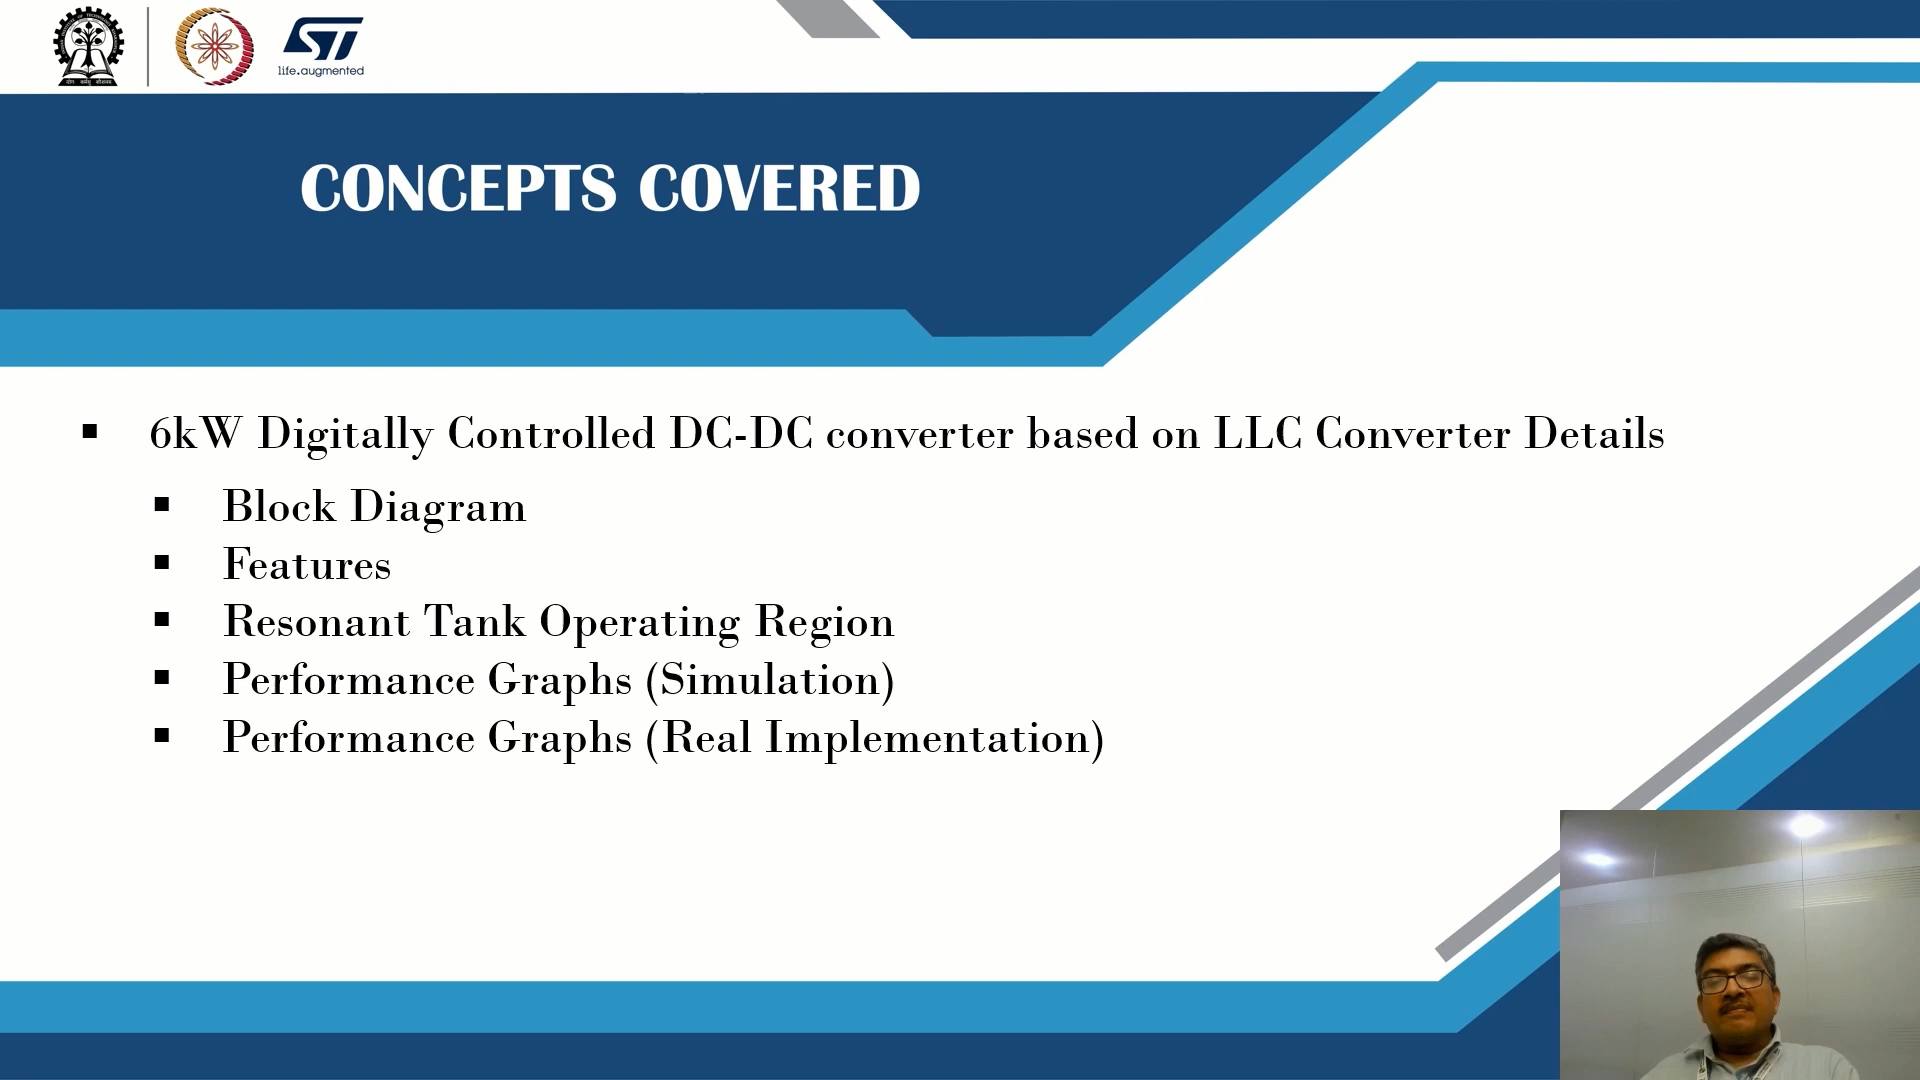 life.augmented
CONCEPTS COVERED
▪ 6kW Digitally Controlled DC-DC converter based on LLC Converter Details
▪ Block Diagram
▪ Features
▪ Resonant Tank Operating Region
▪ Performance Graphs (Simulation)
▪ Performance Graphs (Real Implementation)